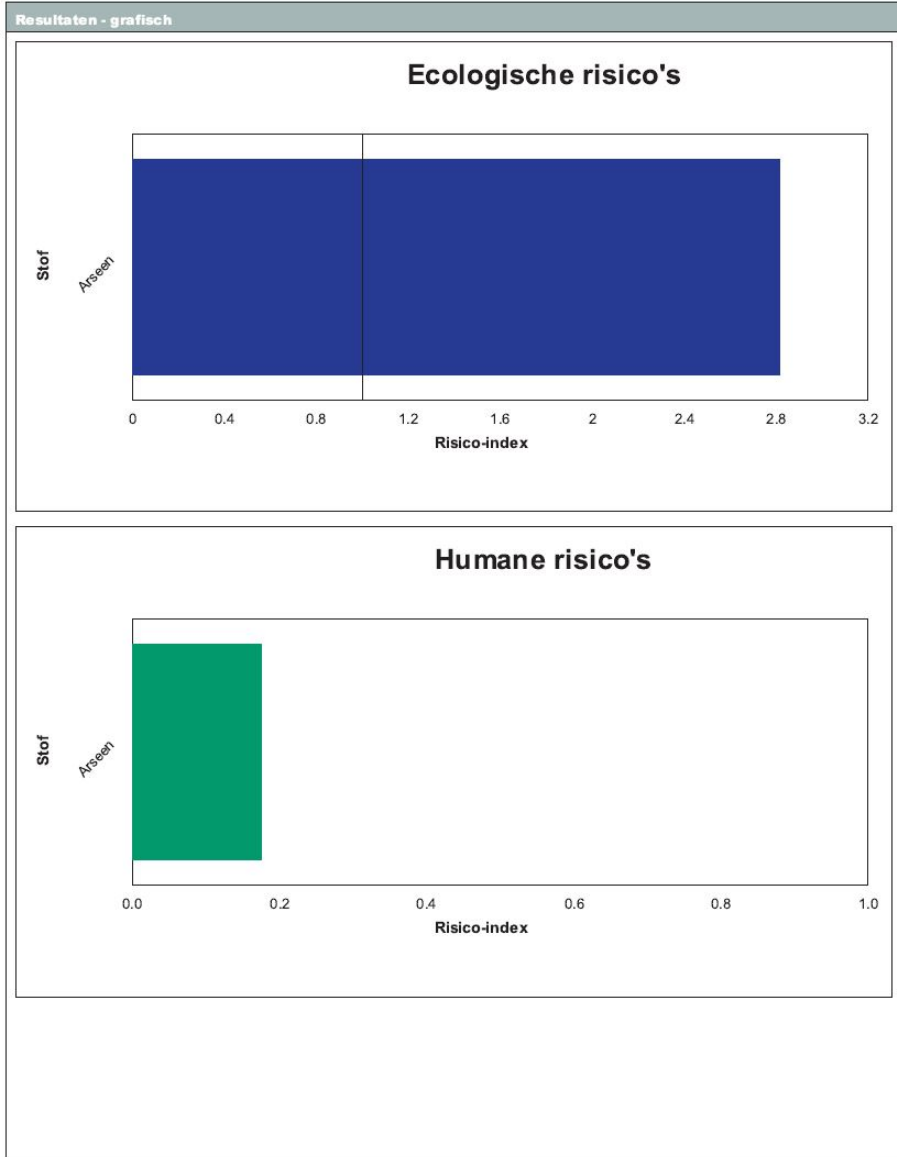 Resultaten - grafisch
Ecologische risico's
Stof
Arseen
0 0.4 0.8 1.2 1.6 2 2.4 2.8 3.2
Risico-index
Humane risico's
Stof
Arseen
0.0 0.2 0.4 0.6 0.8 1.0
Risico-index